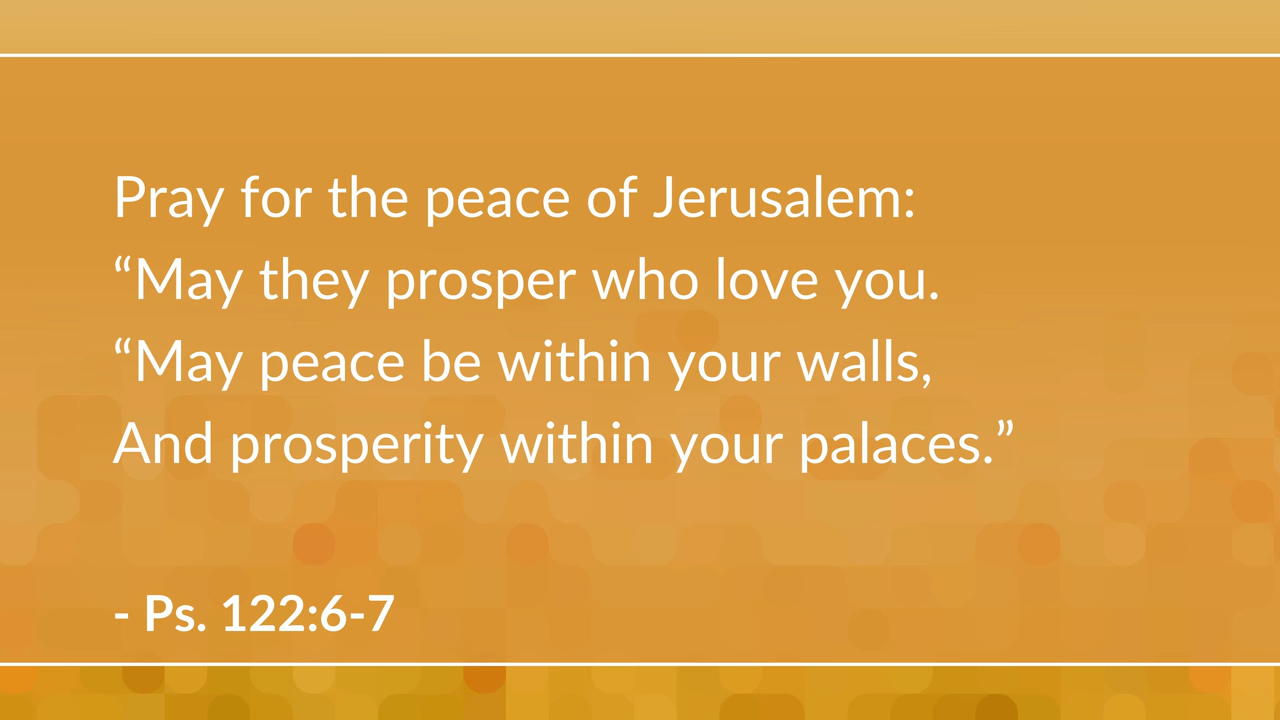 Pray for the peace of Jerusalem:
“May they prosper who love you.
“May peace be within your walls,
And prosperity within your palaces.”
- Ps. 122:6-7